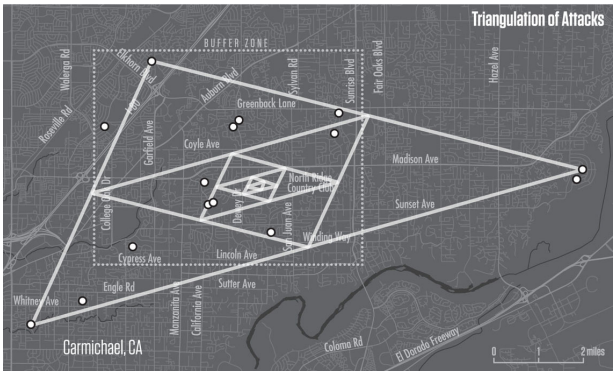 Triangulation of Attacks
BUFFER ZONE
Walerga Rd
Elkhorn Blvd
Roseville Rd
I-80
Auburn Blvd
Sylvan Rd
Sunrise Blvd
Fair Oaks Blvd
Hazel Ave
Greenback Lane
Garfield Ave
Coyle Ave
Madison Ave
College Oak Dr
Dewey Dr
North Ridge
Country Club
Sunset Ave
San Juan Ave
Winding Way
Cypress Ave
Lincoln Ave
Engle Rd
Sutter Ave
Whitney Ave
Manzanita Ave
California Ave
Carmichael, CA
Coloma Rd
El Dorado Freeway
0 1 2 miles